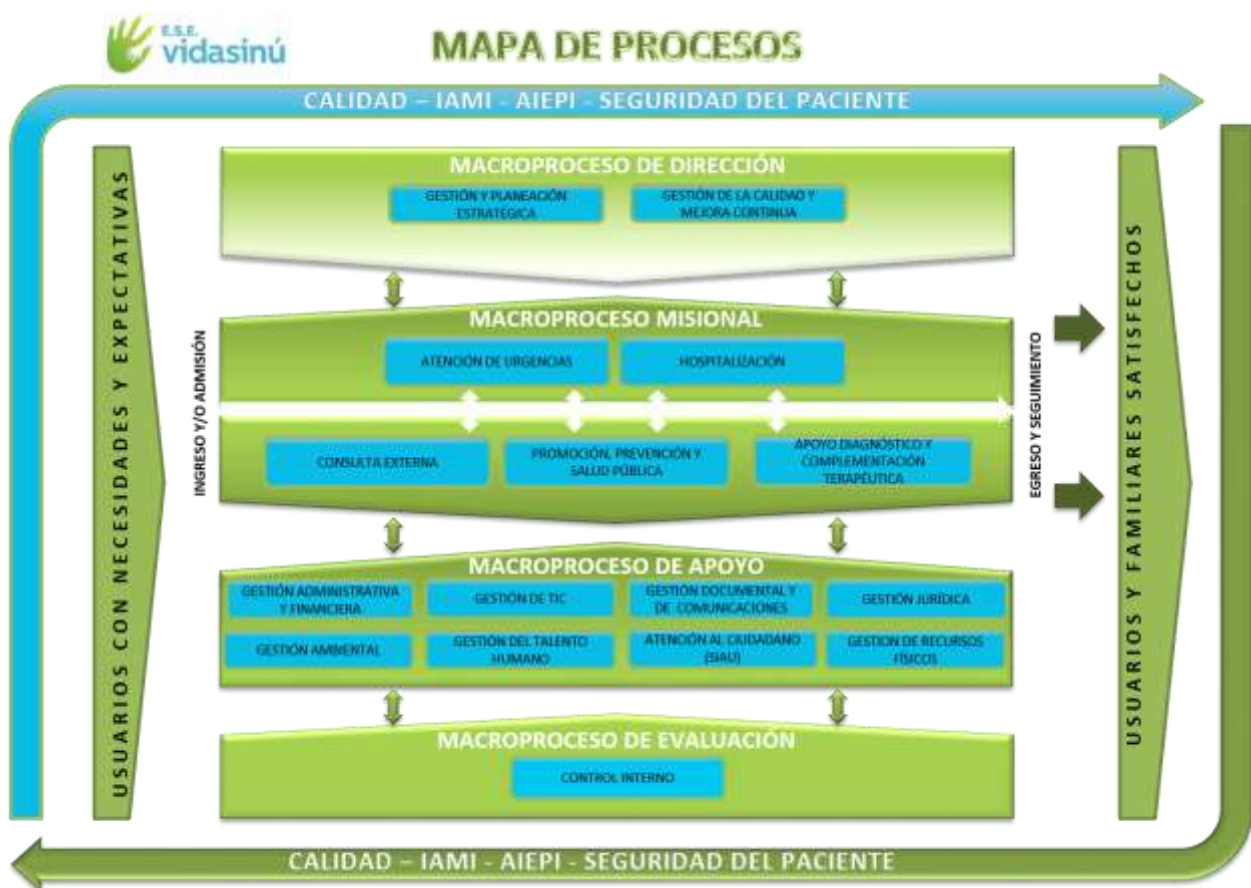 E.S.E.
vidasinú
MAPA DE PROCESOS
CALIDAD – IAMI - AIEPI - SEGURIDAD DEL PACIENTE
USUARIOS CON NECESIDADES Y EXPECTATIVAS
INGRESO Y/O ADMISIÓN
MACROPROCESO DE DIRECCIÓN
GESTIÓN Y PLANEACIÓN
ESTRATÉGICA
GESTIÓN DE LA CALIDAD Y
MEJORA CONTINUA
MACROPROCESO MISIONAL
ATENCIÓN DE URGENCIAS
HOSPITALIZACIÓN
CONSULTA EXTERNA
PROMOCIÓN, PREVENCIÓN Y
SALUD PÚBLICA
APOYO DIAGNÓSTICO Y
COMPLEMENTACIÓN
TERAPÉUTICA
MACROPROCESO DE APOYO
GESTIÓN ADMINISTRATIVA
Y FINANCIERA
GESTIÓN DE TIC
GESTIÓN DOCUMENTAL Y
DE COMUNICACIONES
GESTIÓN JURÍDICA
GESTIÓN AMBIENTAL
GESTIÓN DEL TALENTO
HUMANO
ATENCIÓN AL CIUDADANO
(SIAU)
GESTION DE RECURSOS
FÍSICOS
MACROPROCESO DE EVALUACIÓN
CONTROL INTERNO
EGRESO Y SEGUIMIENTO
USUARIOS Y FAMILIARES SATISFECHOS
CALIDAD – IAMI - AIEPI - SEGURIDAD DEL PACIENTE